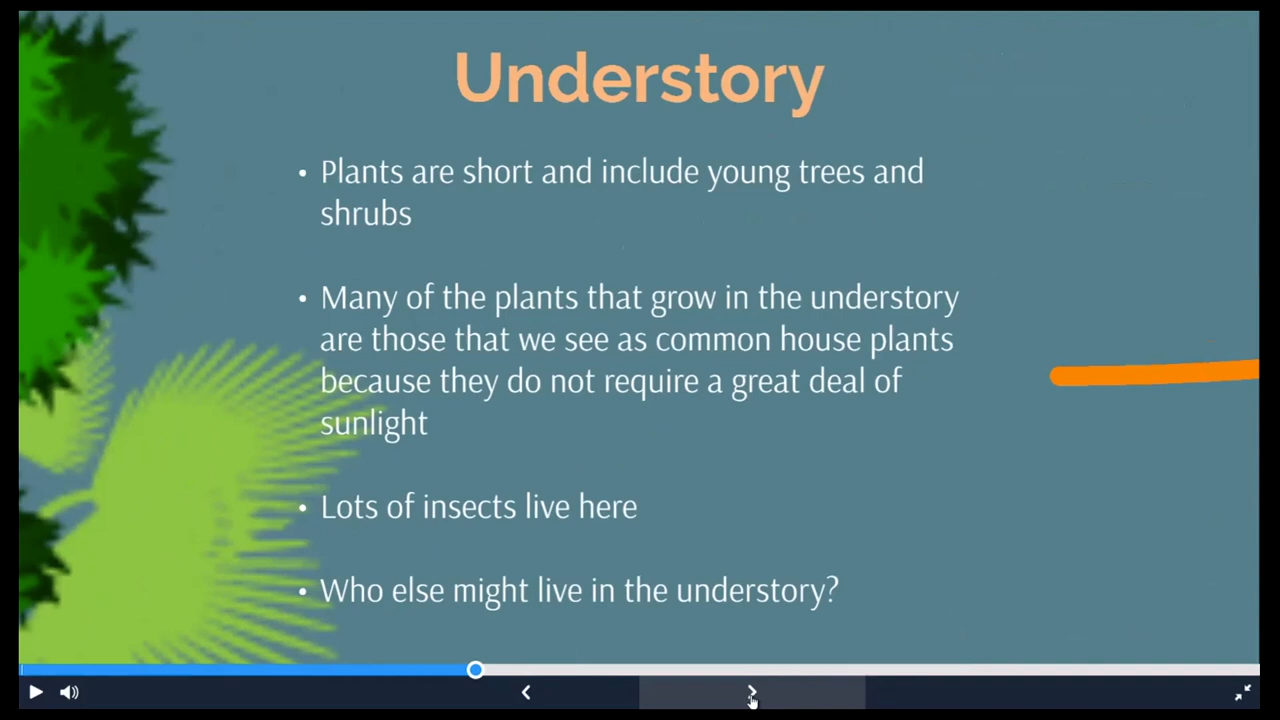 Understory
• Plants are short and include young trees and
shrubs
• Many of the plants that grow in the understory
are those that we see as common house plants
because they do not require a great deal of
sunlight
• Lots of insects live here
• Who else might live in the understory?